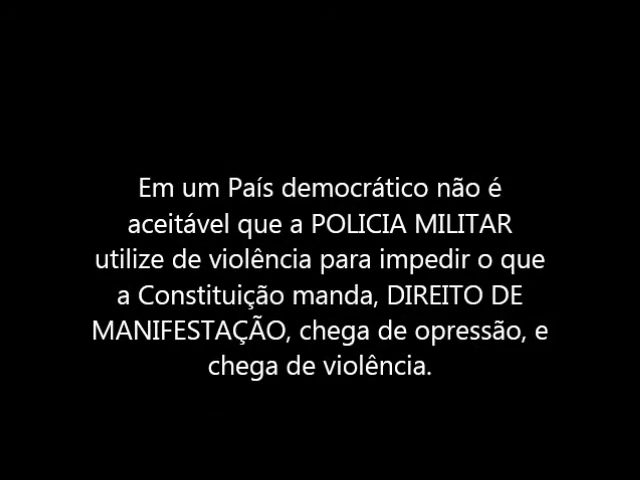 Em um País democrático não é
aceitável que a POLICIA MILITAR
utilize de violência para impedir o que
a Constituição manda, DIREITO DE
MANIFESTAÇÃO, chega de opressão, e
chega de violência.